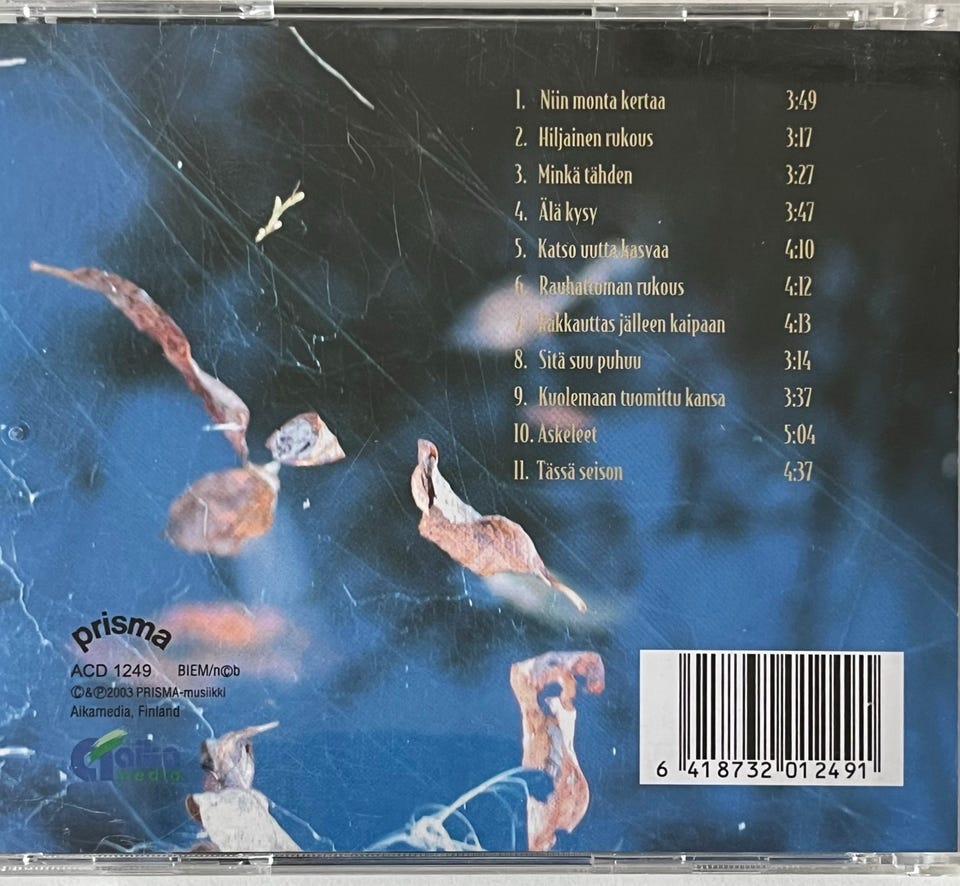 1. Niin monta kertaa 3:49
2. Hiljainen rukous 3:17
3. Minkä tähden 3:27
4. Älä kysy 3:47
5. Katso uutta kasvaa 4:10
6. Rauhattoman rukous 4:12
7. Rakkauttas jälleen kaipaan 4:13
8. Sitä suu puhuu 3:14
9. Kuolemaan tuomittu kansa 3:37
10. Askeleet 5:04
11. Tässä seison 4:37
prisma
ACD 1249 BIEM/n©b
©&℗2003 PRISMA-musiikki
Aikamedia, Finland
aika
media
6 418732 012491